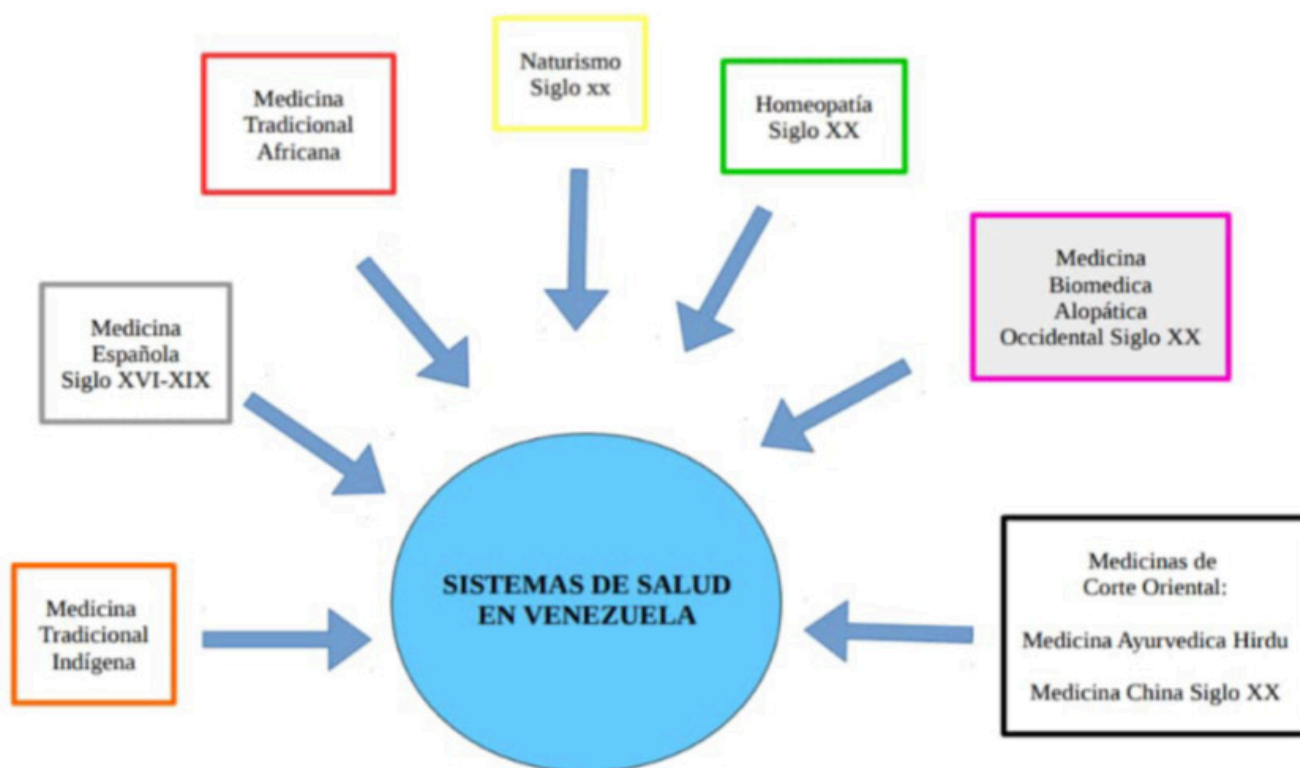 Naturismo
Siglo xx
Medicina
Tradicional
Africana
Homeopatía
Siglo XX
Medicina
Biomedica
Alopática
Occidental Siglo XX
Medicina
Española
Siglo XVI-XIX
Medicinas de
Corte Oriental:
Medicina Ayurvedica Hirdu
Medicina China Siglo XX
Medicina
Tradicional
Indígena
SISTEMAS DE SALUD
EN VENEZUELA